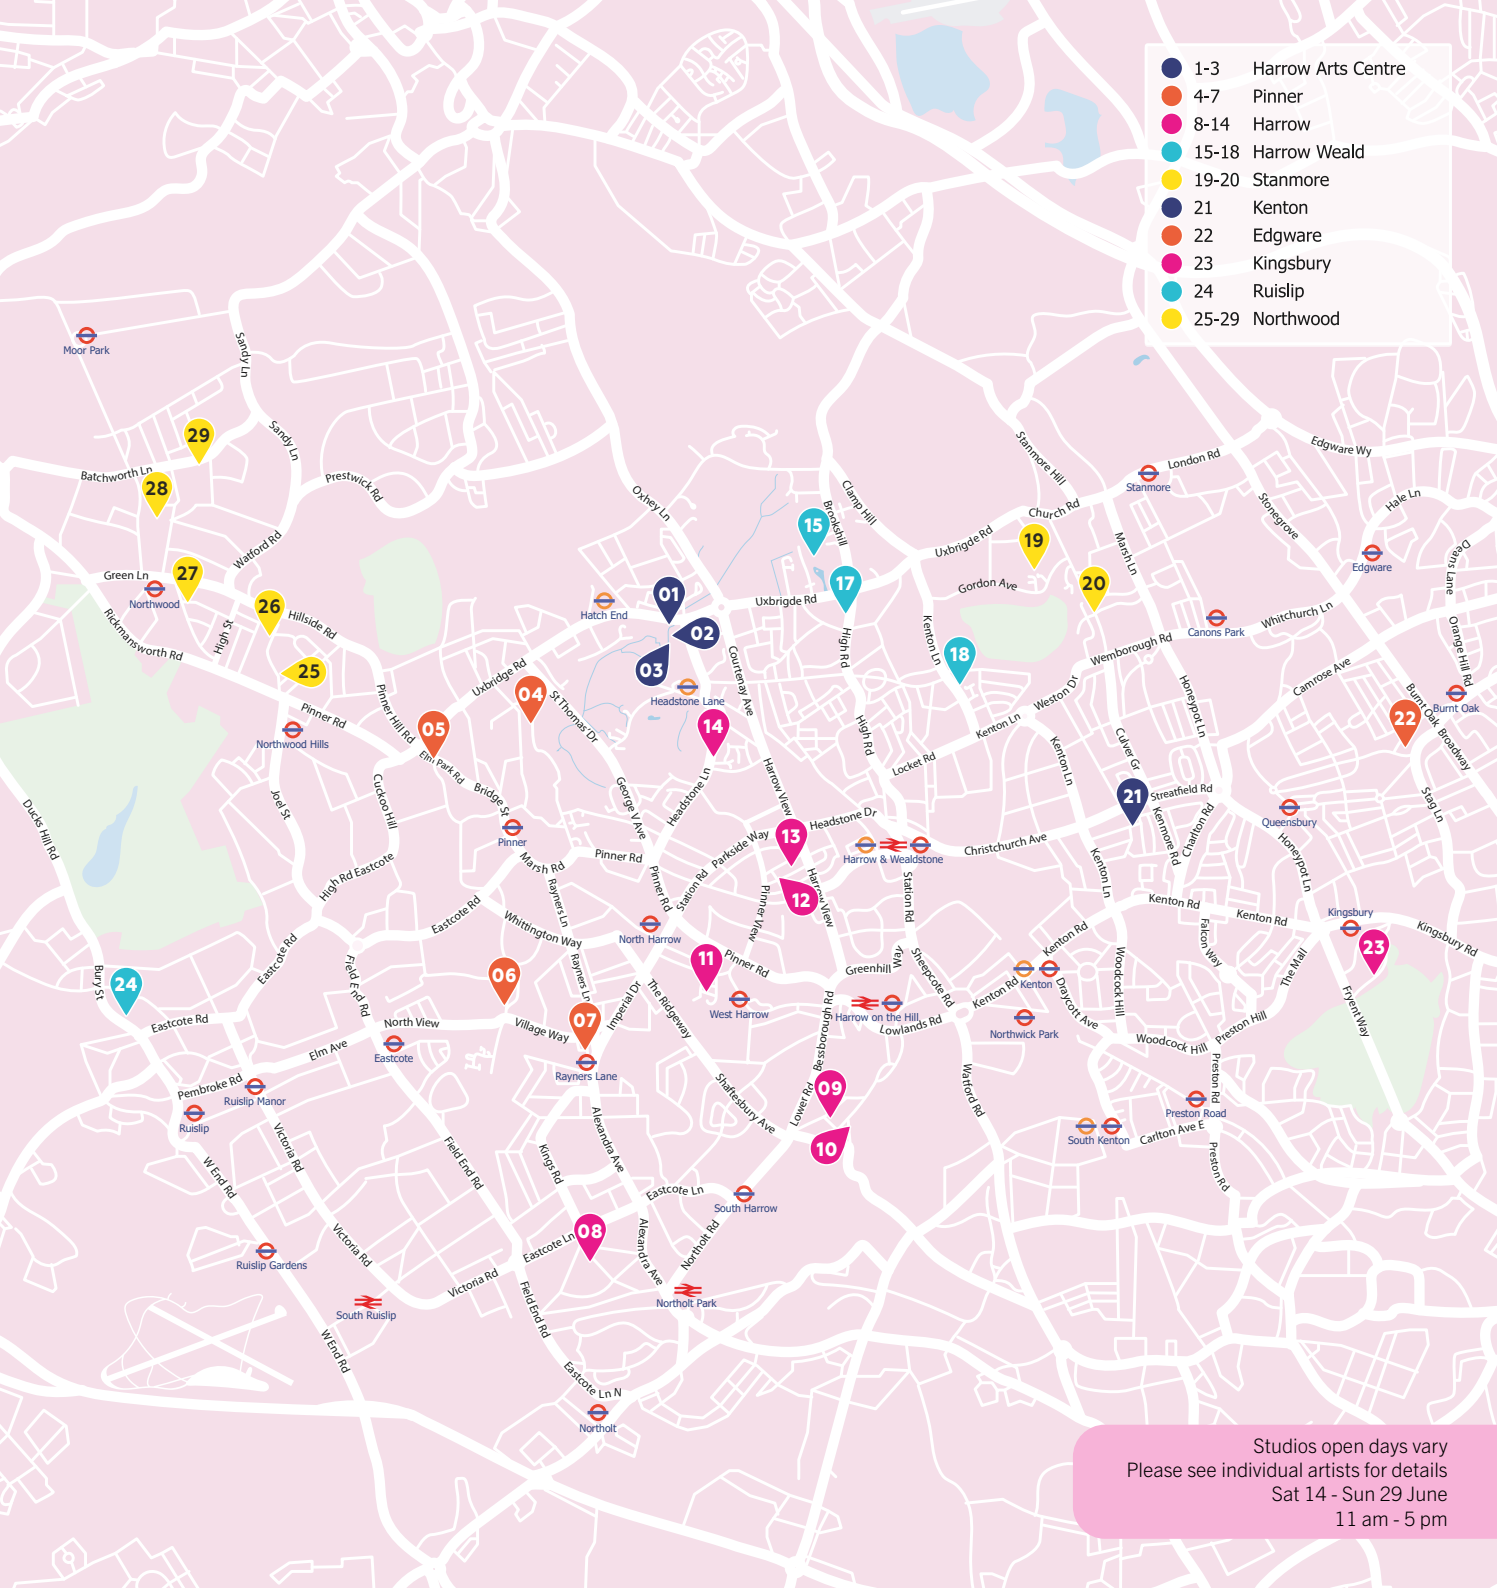 1-3 Harrow Arts Centre
4-7 Pinner
8-14 Harrow
15-18 Harrow Weald
19-20 Stanmore
21 Kenton
22 Edgware
23 Kingsbury
24 Ruislip
25-29 Northwood
Moor Park
Sandy Ln
Sandy Ln
29
Batchworth Ln
28
Prestwick Rd
Oxhey Ln
Clamp Hill
Brookshill
Stanmore Hill
London Rd
Edgware Wy
Stanmore
Stonegrove
Hale Ln
Church Rd
15
Uxbrigde Rd
19
Marsh Ln
Edgware
Deans Lane
Watford Rd
Green Ln
27
Northwood
26
Hillside Rd
High St
Rickmansworth Rd
25
Hatch End
01
02
03
Uxbrigde Rd
17
Gordon Ave
20
Canons Park
Whitchurch Ln
Orange Hill Rd
Kenton Ln
High Rd
18
Wemborough Rd
Courtenay Ave
Headstone Lane
Uxbridge Rd
04
St Thomas Dr
Pinner Hill Rd
Pinner Rd
Northwood Hills
05
Elm Park Rd
14
High Rd
Weston Dr
Kenton Ln
Honeypot Ln
Camrose Ave
Burnt Oak
22
Burnt Oak Broadway
Locket Rd
Kenton Ln
Culver Gr
21
Streatfield Rd
Kenmore Rd
Charlton Rd
Queensbury
Stag Ln
Harrow View
Headstone Ln
George V Ave
Bridge St
Pinner
Cuckoo Hill
Joel St
Ducks Hill Rd
13
Headstone Dr
Harrow & Wealdstone
Christchurch Ave
Parkside Way
Pinner Rd
Marsh Rd
High Rd Eastcote
Rayners Ln
Pinner Rd
Station Rd
12
Harrow View
Pinner View
Station Rd
Kenton Ln
Honeypot Ln
Kenton Rd
Kenton Rd
Kingsbury
23
Kingsbury Rd
Eastcote Rd
Whittington Way
North Harrow
11
Pinner Rd
West Harrow
Greenhill Way
Sheepcote Rd
Kenton Rd
Kenton
Kenton Rd
Woodcock Hill
Falcon Way
The Mall
Fryent Way
Eastcote Rd
Bury St
24
Eastcote Rd
Field End Rd
06
Rayners Ln
07
Imperial Dr
The Ridgeway
Village Way
North View
Elm Ave
Eastcote
Rayners Lane
Harrow on the Hill
Lowlands Rd
Northwick Park
Draycott Ave
Woodcock Hill
Preston Hill
Bessborough Rd
Watford Rd
Preston Rd
Preston Road
South Kenton
Carlton Ave E
Preston Rd
Pembroke Rd
Ruislip Manor
Ruislip
Shaftesbury Ave
Lower Rd
09
10
Victoria Rd
W End Rd
Field End Rd
Kings Rd
Alexandra Ave
Eastcote Ln
South Harrow
08
Eastcote Ln
Alexandra Ave
Northolt Rd
Northolt Park
Victoria Rd
Victoria Rd
Ruislip Gardens
South Ruislip
W End Rd
Field End Rd
Eastcote Ln N
Northolt
Studios open days vary
Please see individual artists for details
Sat 14 - Sun 29 June
11 am - 5 pm